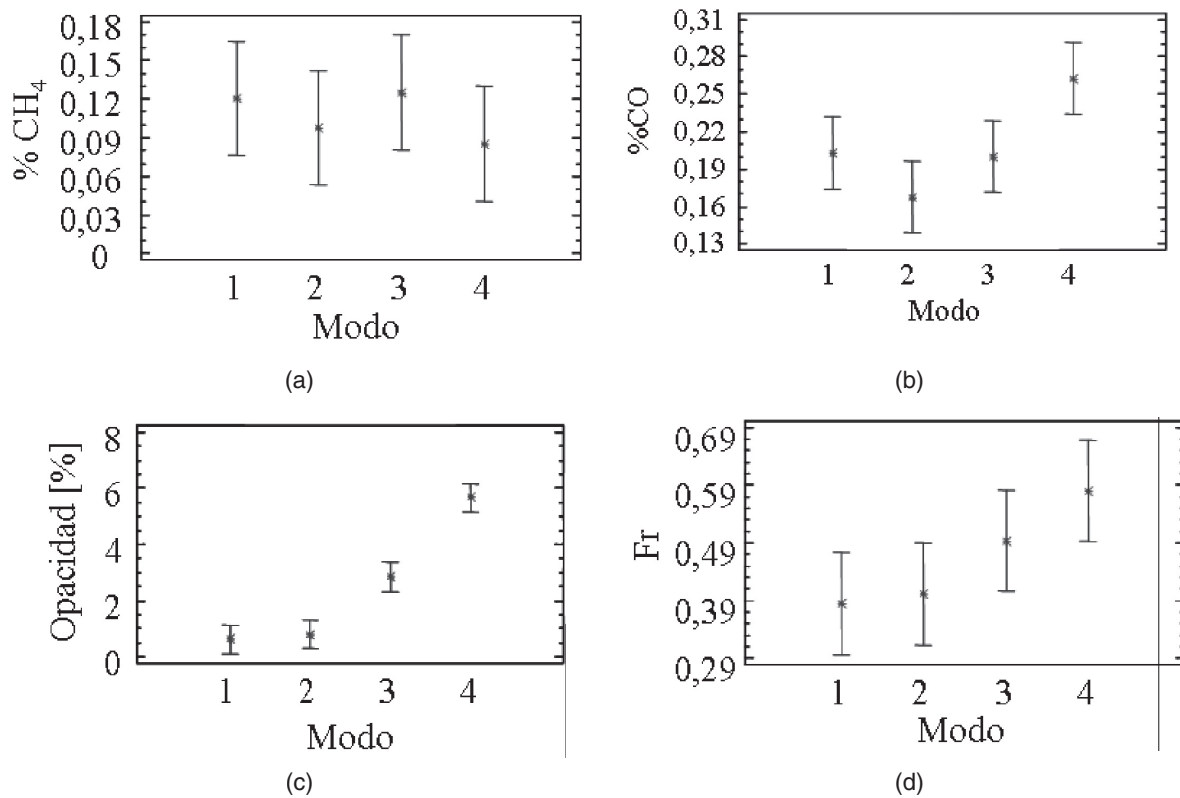 % CH₄
0,18
0,15
0,12
0,09
0,06
0,03
0
1 2 3 4
Modo
(a)
%CO
0,31
0,28
0,25
0,22
0,19
0,16
0,13
1 2 3 4
Modo
(b)
Opacidad [%]
8
6
4
2
0
1 2 3 4
Modo
(c)
Fr
0,69
0,59
0,49
0,39
0,29
1 2 3 4
Modo
(d)